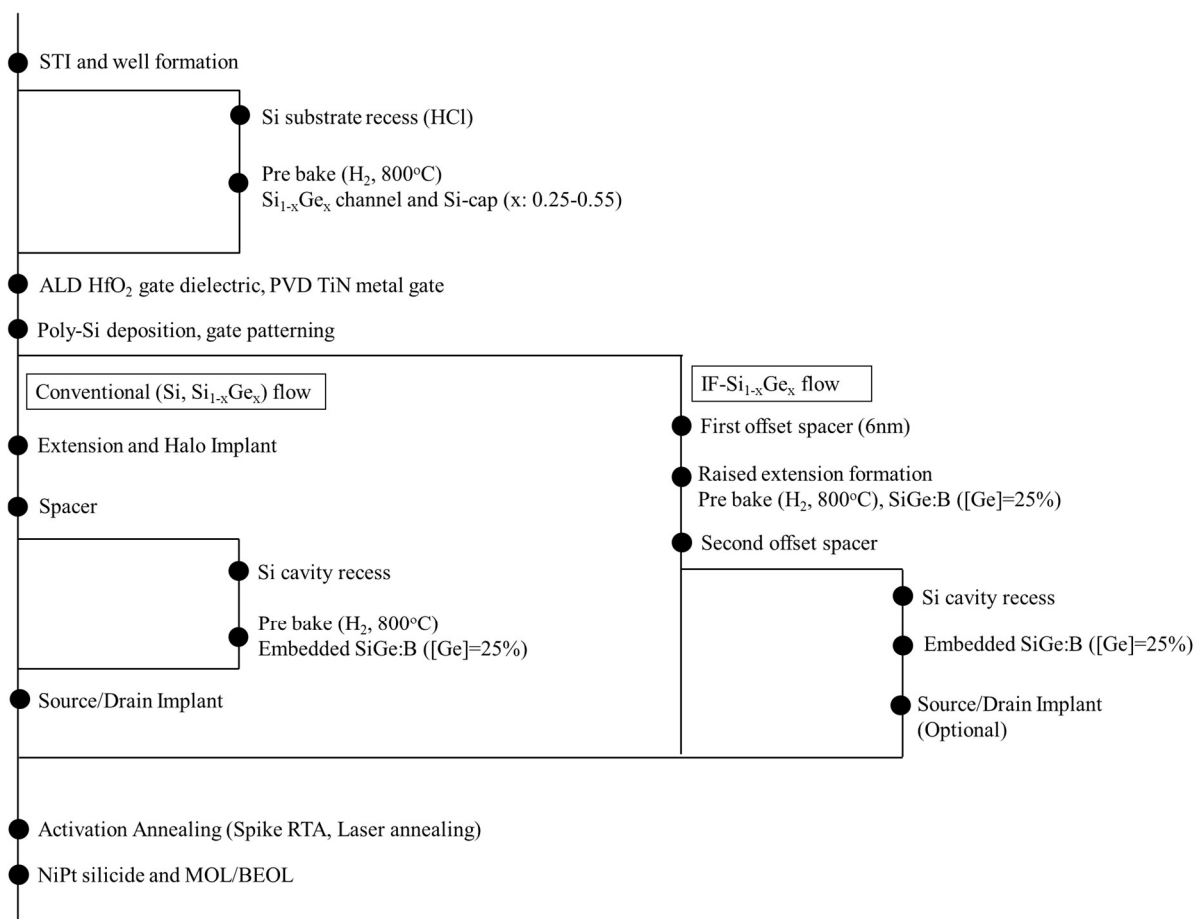 STI and well formation
Si substrate recess (HCl)
Pre bake (H₂, 800°C)
Si₁₋ₓGeₓ channel and Si-cap (x: 0.25-0.55)
ALD HfO₂ gate dielectric, PVD TiN metal gate
Poly-Si deposition, gate patterning
Conventional (Si, Si₁₋ₓGeₓ) flow
Extension and Halo Implant
Spacer
Si cavity recess
Pre bake (H₂, 800°C)
Embedded SiGe:B ([Ge]=25%)
Source/Drain Implant
IF-Si₁₋ₓGeₓ flow
First offset spacer (6nm)
Raised extension formation
Pre bake (H₂, 800°C), SiGe:B ([Ge]=25%)
Second offset spacer
Si cavity recess
Embedded SiGe:B ([Ge]=25%)
Source/Drain Implant
(Optional)
Activation Annealing (Spike RTA, Laser annealing)
NiPt silicide and MOL/BEOL